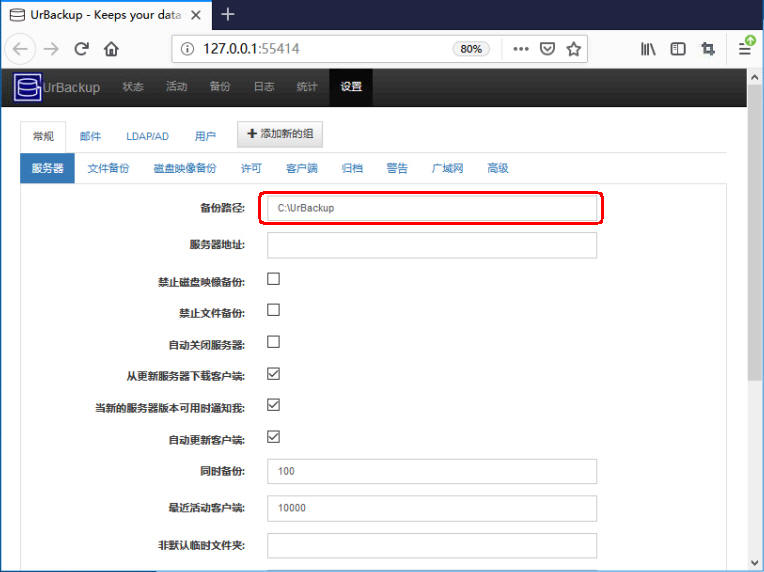 UrBackup - Keeps your data
127.0.0.1:55414
80%
UrBackup 状态 活动 备份 日志 统计 设置
常规 邮件 LDAP/AD 用户 添加新的组
服务器 文件备份 磁盘映像备份 许可 客户端 归档 警告 广域网 高级
备份路径: C:\UrBackup
服务器地址:
禁止磁盘映像备份:
禁止文件备份:
自动关闭服务器:
从更新服务器下载客户端:
当新的服务器版本可用时通知我:
自动更新客户端:
同时备份: 100
最近活动客户端: 10000
非默认临时文件夹: